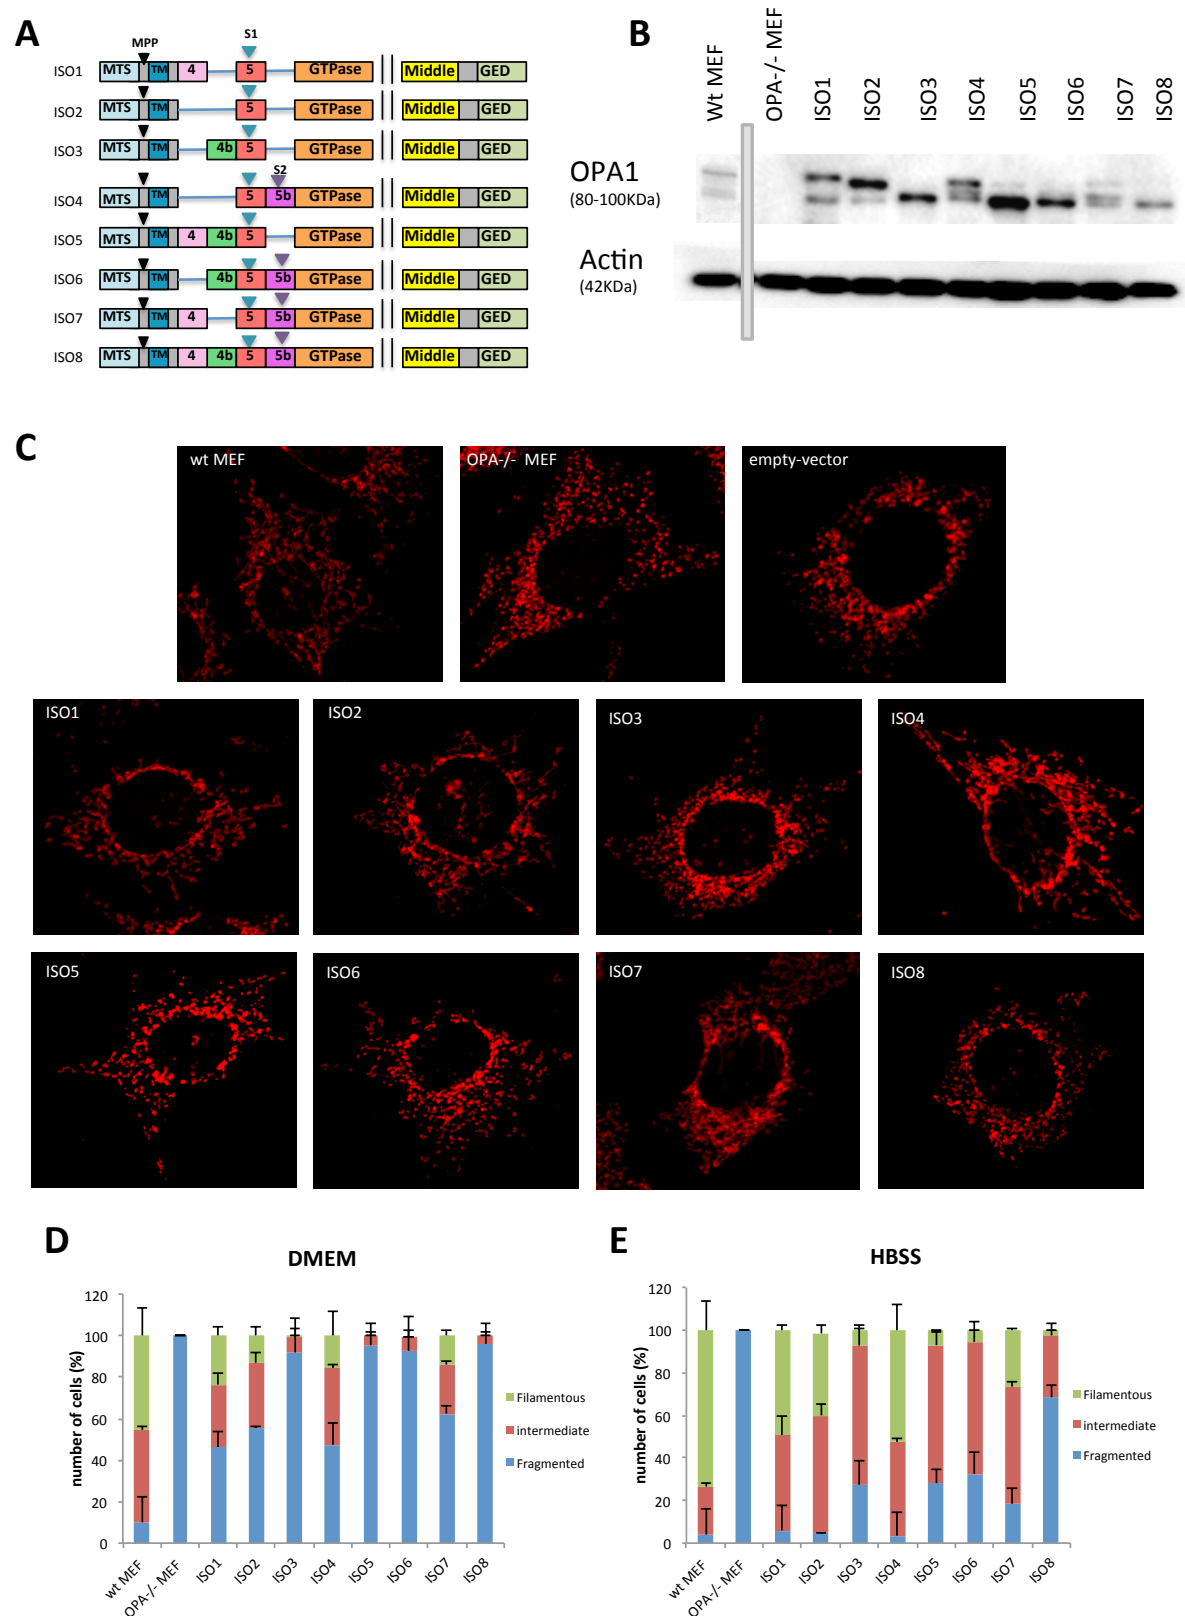 A
MPP
S1
ISO1 MTS TM 4 5 GTPase Middle GED
ISO2 MTS TM 5 GTPase Middle GED
ISO3 MTS TM 4b 5 GTPase Middle GED
S2
ISO4 MTS TM 5 5b GTPase Middle GED
ISO5 MTS TM 4 4b 5 GTPase Middle GED
ISO6 MTS TM 4b 5 5b GTPase Middle GED
ISO7 MTS TM 4 5 5b GTPase Middle GED
ISO8 MTS TM 4 4b 5 5b GTPase Middle GED
B
Wt MEF OPA-/- MEF ISO1 ISO2 ISO3 ISO4 ISO5 ISO6 ISO7 ISO8
OPA1
(80-100KDa)
Actin
(42KDa)
C
wt MEF OPA-/- MEF empty-vector
ISO1 ISO2 ISO3 ISO4
ISO5 ISO6 ISO7 ISO8
D
DMEM
number of cells (%)
120
100
80
60
40
20
0
wt MEF OPA-/- MEF ISO1 ISO2 ISO3 ISO4 ISO5 ISO6 ISO7 ISO8
Filamentous
intermediate
Fragmented
E
HBSS
number of cells (%)
120
100
80
60
40
20
0
wt MEF OPA-/- MEF ISO1 ISO2 ISO3 ISO4 ISO5 ISO6 ISO7 ISO8
Filamentous
intermediate
Fragmented